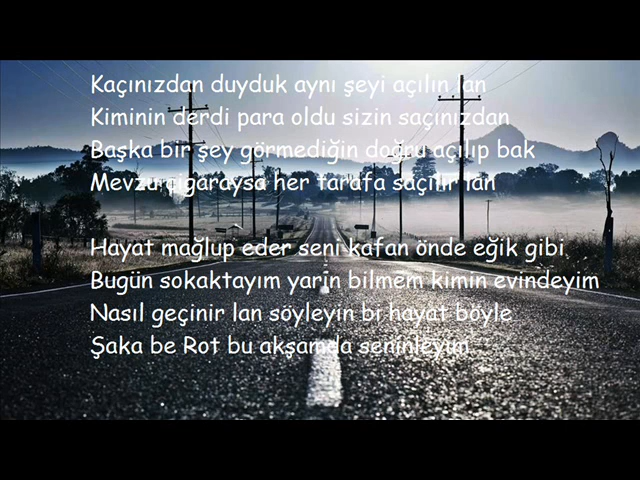 Kaçınızdan duyduk aynı şeyi açılın lan
Kiminin derdi para oldu sizin saçınızdan
Başka bir şey görmediğin doğru açılıp bak
Mevzu çigaraysa her tarafa saçılır lan
Hayat mağlup eder seni kafan önde eğik gibi
Bugün sokaktayım yarin bilmem kimin evindeyim
Nasıl geçinir lan söyleyin bi hayat böyle
Şaka be Rot bu akşamda seninleyim